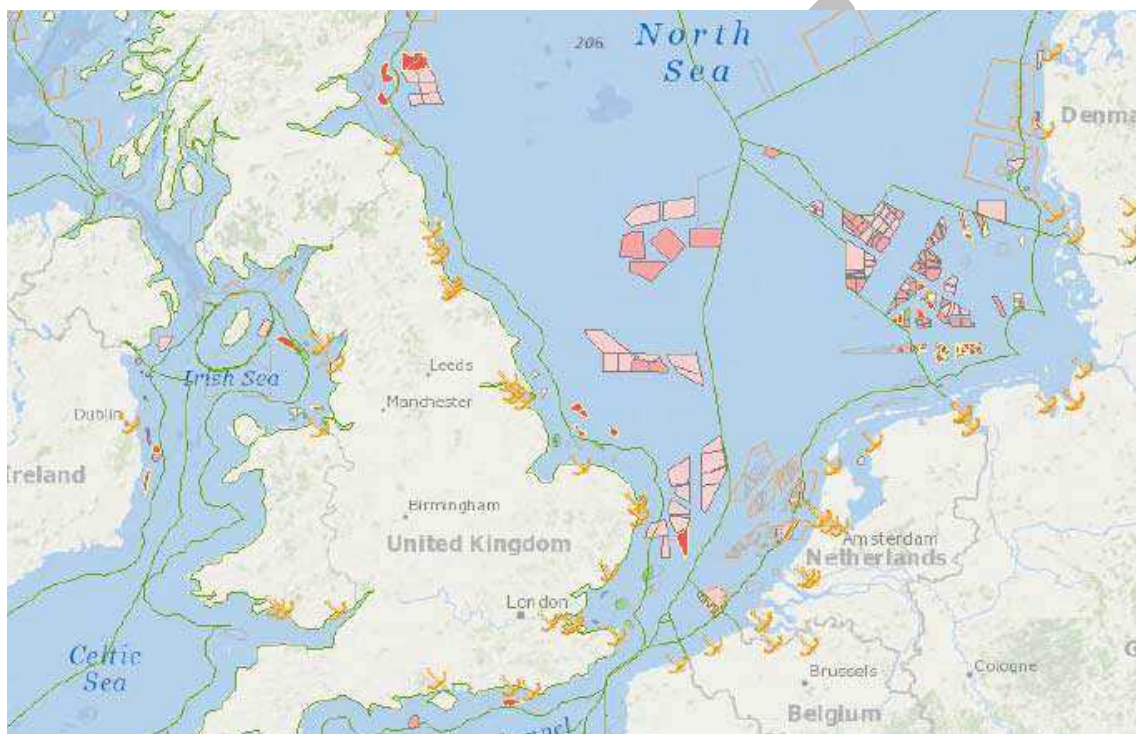 North
Sea
206
Denma
Leeds
Irish Sea
Manchester
Dublin
Ireland
Birmingham
United Kingdom
Amsterdam
Netherlands
London
Celtic
Sea
Brussels
Cologne
Belgium
G